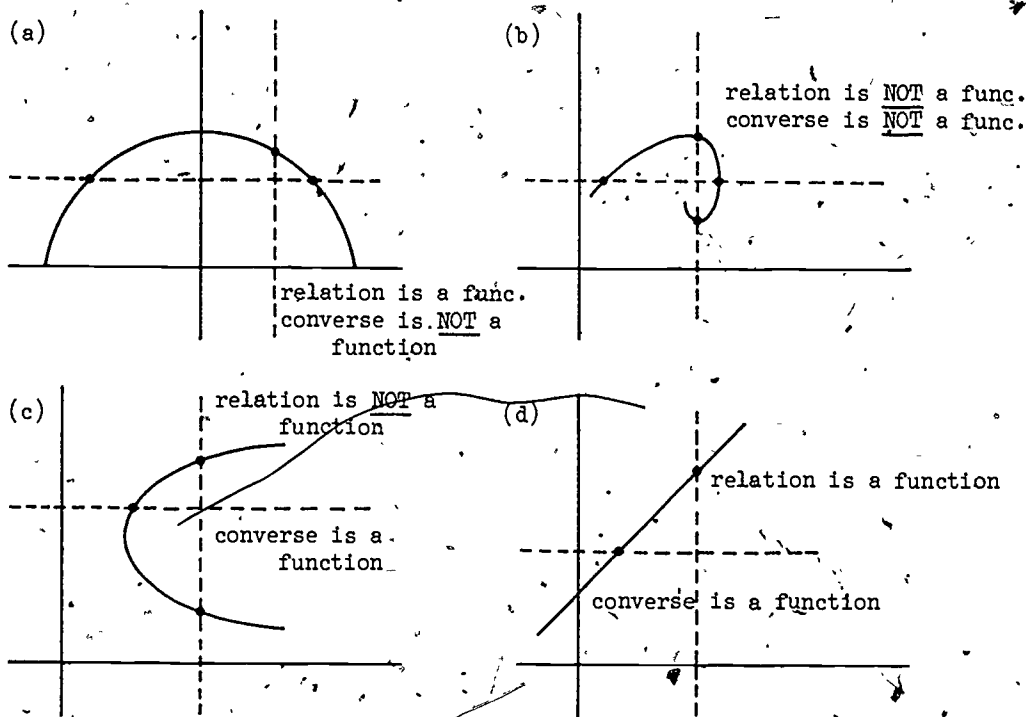 (a)
relation is a func.
converse is NOT a
function
(b)
relation is NOT a func.
converse is NOT a func.
(c)
relation is NOT a
function
converse is a
function
(d)
relation is a function
converse is a function